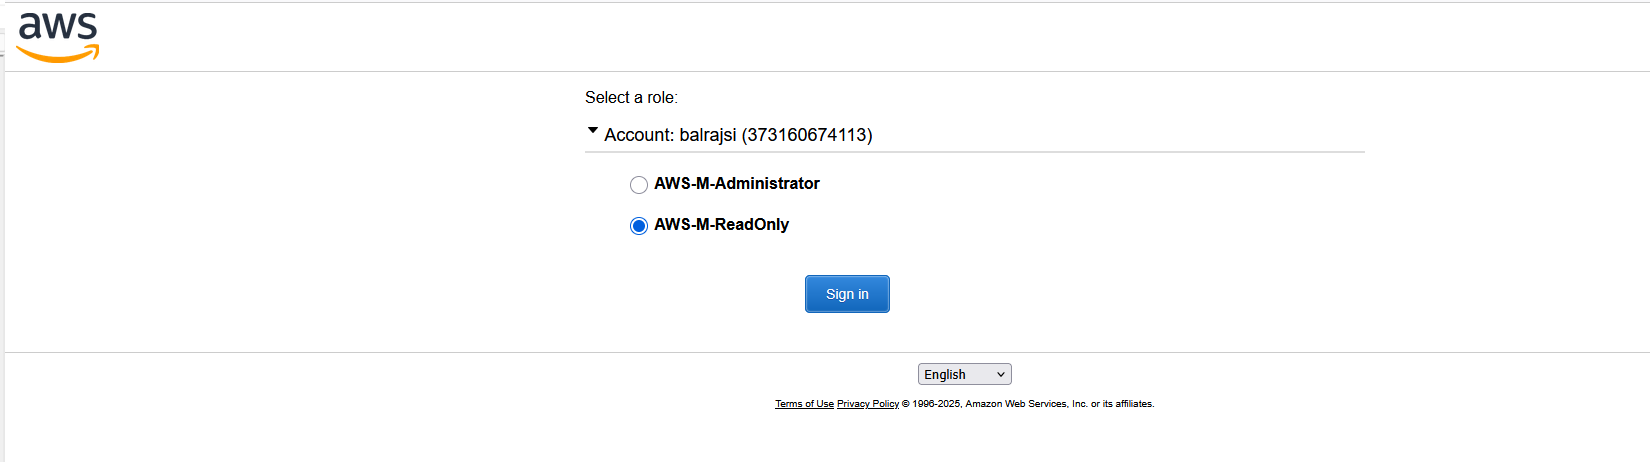 aws
Select a role:
Account: balrajsi (373160674113)
AWS-M-Administrator
AWS-M-ReadOnly
Sign in
English
Terms of Use Privacy Policy © 1996-2025, Amazon Web Services, Inc. or its affiliates.